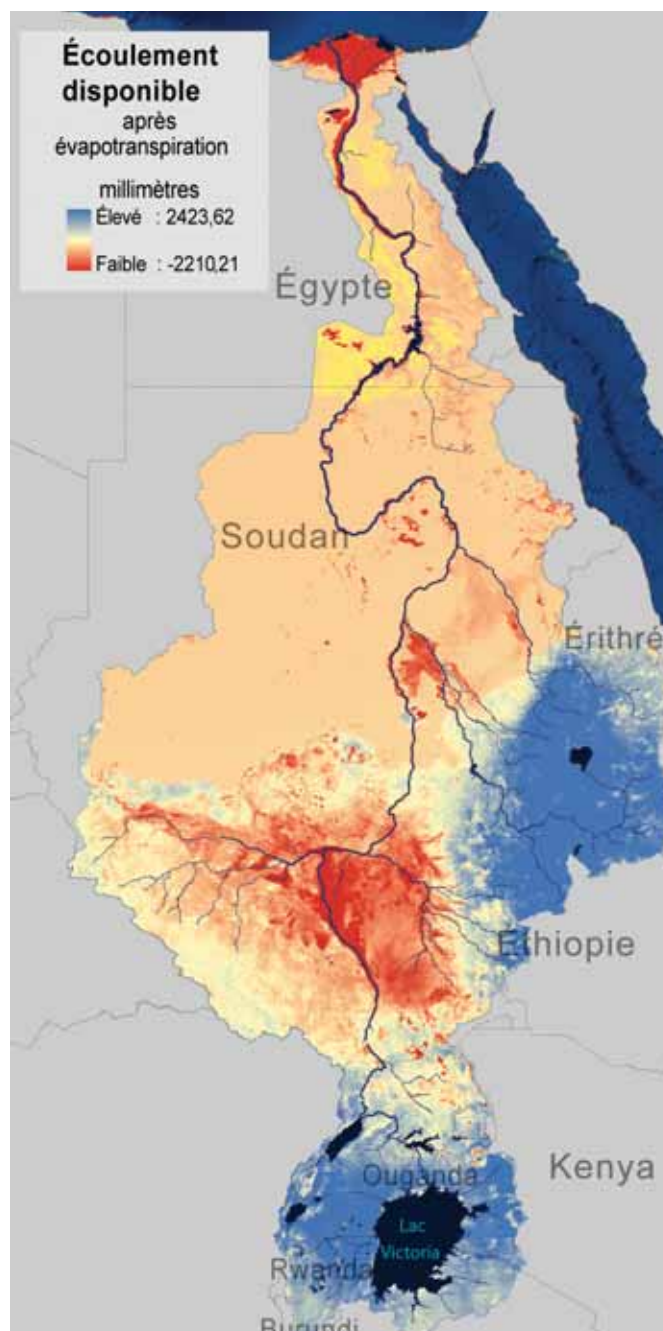 Écoulement
disponible
après
évapotranspiration
millimètres
Élevé : 2423,62
Faible : -2210,21
Égypte
Soudan
Érithré
Éthiopie
Ouganda
Kenya
Lac
Victoria
Rwanda
Burundi